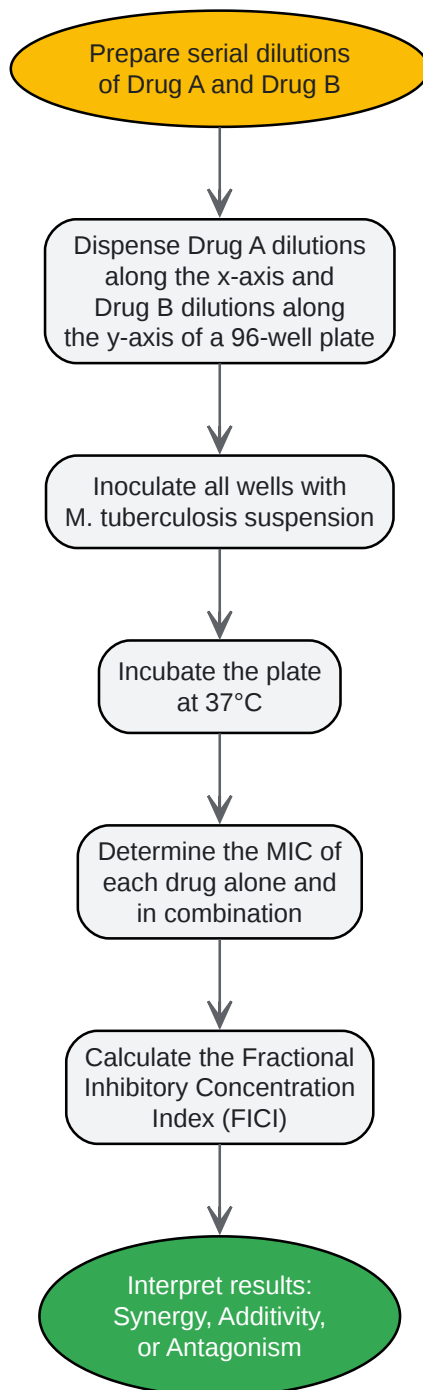 Prepare serial dilutions
of Drug A and Drug B
Dispense Drug A dilutions
along the x-axis and
Drug B dilutions along
the y-axis of a 96-well plate
Inoculate all wells with
M. tuberculosis suspension
Incubate the plate
at 37°C
Determine the MIC of
each drug alone and
in combination
Calculate the Fractional
Inhibitory Concentration
Index (FICI)
Interpret results:
Synergy, Additivity,
or Antagonism